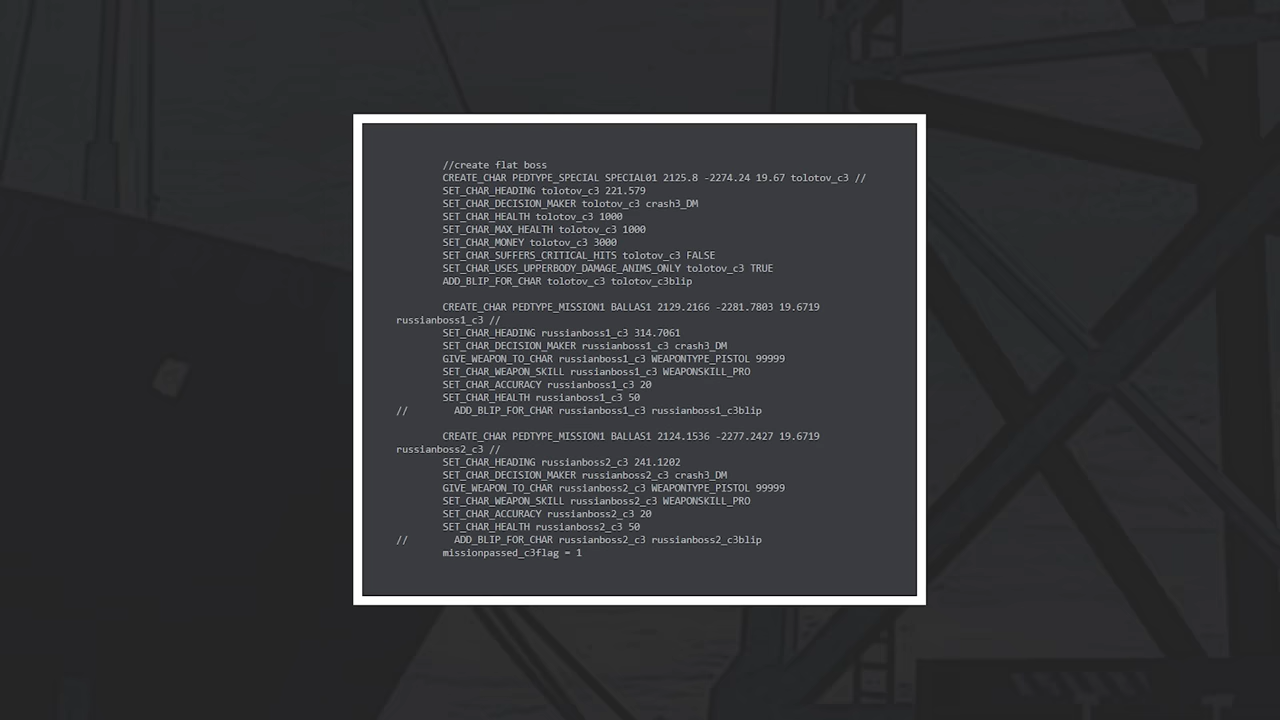 //create flat boss
CREATE_CHAR PEDTYPE_SPECIAL SPECIAL01 2125.8 -2274.24 19.67 tolotov_c3 //
SET_CHAR_HEADING tolotov_c3 221.579
SET_CHAR_DECISION_MAKER tolotov_c3 crash3_DM
SET_CHAR_HEALTH tolotov_c3 1000
SET_CHAR_MAX_HEALTH tolotov_c3 1000
SET_CHAR_MONEY tolotov_c3 3000
SET_CHAR_SUFFERS_CRITICAL_HITS tolotov_c3 FALSE
SET_CHAR_USES_UPPERBODY_DAMAGE_ANIMS_ONLY tolotov_c3 TRUE
ADD_BLIP_FOR_CHAR tolotov_c3 tolotov_c3blip
CREATE_CHAR PEDTYPE_MISSION1 BALLAS1 2129.2166 -2281.7803 19.6719
russianboss1_c3 //
SET_CHAR_HEADING russianboss1_c3 314.7061
SET_CHAR_DECISION_MAKER russianboss1_c3 crash3_DM
GIVE_WEAPON_TO_CHAR russianboss1_c3 WEAPONTYPE_PISTOL 99999
SET_CHAR_WEAPON_SKILL russianboss1_c3 WEAPONSKILL_PRO
SET_CHAR_ACCURACY russianboss1_c3 20
SET_CHAR_HEALTH russianboss1_c3 50
// ADD_BLIP_FOR_CHAR russianboss1_c3 russianboss1_c3blip
CREATE_CHAR PEDTYPE_MISSION1 BALLAS1 2124.1536 -2277.2427 19.6719
russianboss2_c3 //
SET_CHAR_HEADING russianboss2_c3 241.1202
SET_CHAR_DECISION_MAKER russianboss2_c3 crash3_DM
GIVE_WEAPON_TO_CHAR russianboss2_c3 WEAPONTYPE_PISTOL 99999
SET_CHAR_WEAPON_SKILL russianboss2_c3 WEAPONSKILL_PRO
SET_CHAR_ACCURACY russianboss2_c3 20
SET_CHAR_HEALTH russianboss2_c3 50
// ADD_BLIP_FOR_CHAR russianboss2_c3 russianboss2_c3blip
missionpassed_c3flag = 1